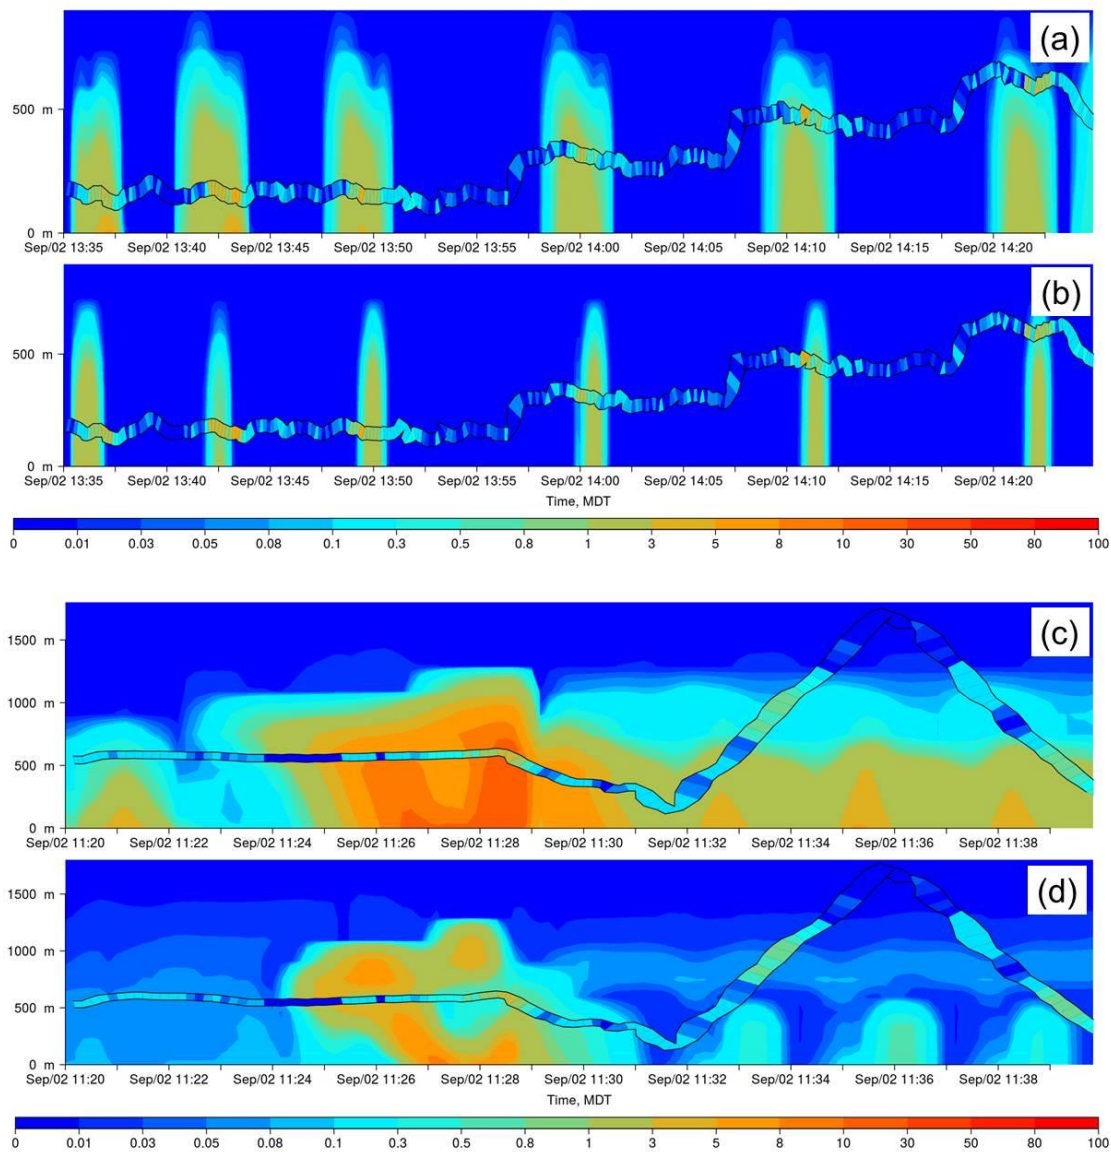 (a)
500 m
0 m
Sep/02 13:35 Sep/02 13:40 Sep/02 13:45 Sep/02 13:50 Sep/02 13:55 Sep/02 14:00 Sep/02 14:05 Sep/02 14:10 Sep/02 14:15 Sep/02 14:20
(b)
500 m
0 m
Sep/02 13:35 Sep/02 13:40 Sep/02 13:45 Sep/02 13:50 Sep/02 13:55 Sep/02 14:00 Sep/02 14:05 Sep/02 14:10 Sep/02 14:15 Sep/02 14:20
Time, MDT
0 0.01 0.03 0.05 0.08 0.1 0.3 0.5 0.8 1 3 5 8 10 30 50 80 100
(c)
1500 m
1000 m
500 m
0 m
Sep/02 11:20 Sep/02 11:22 Sep/02 11:24 Sep/02 11:26 Sep/02 11:28 Sep/02 11:30 Sep/02 11:32 Sep/02 11:34 Sep/02 11:36 Sep/02 11:38
(d)
1500 m
1000 m
500 m
0 m
Sep/02 11:20 Sep/02 11:22 Sep/02 11:24 Sep/02 11:26 Sep/02 11:28 Sep/02 11:30 Sep/02 11:32 Sep/02 11:34 Sep/02 11:36 Sep/02 11:38
Time, MDT
0 0.01 0.03 0.05 0.08 0.1 0.3 0.5 0.8 1 3 5 8 10 30 50 80 100